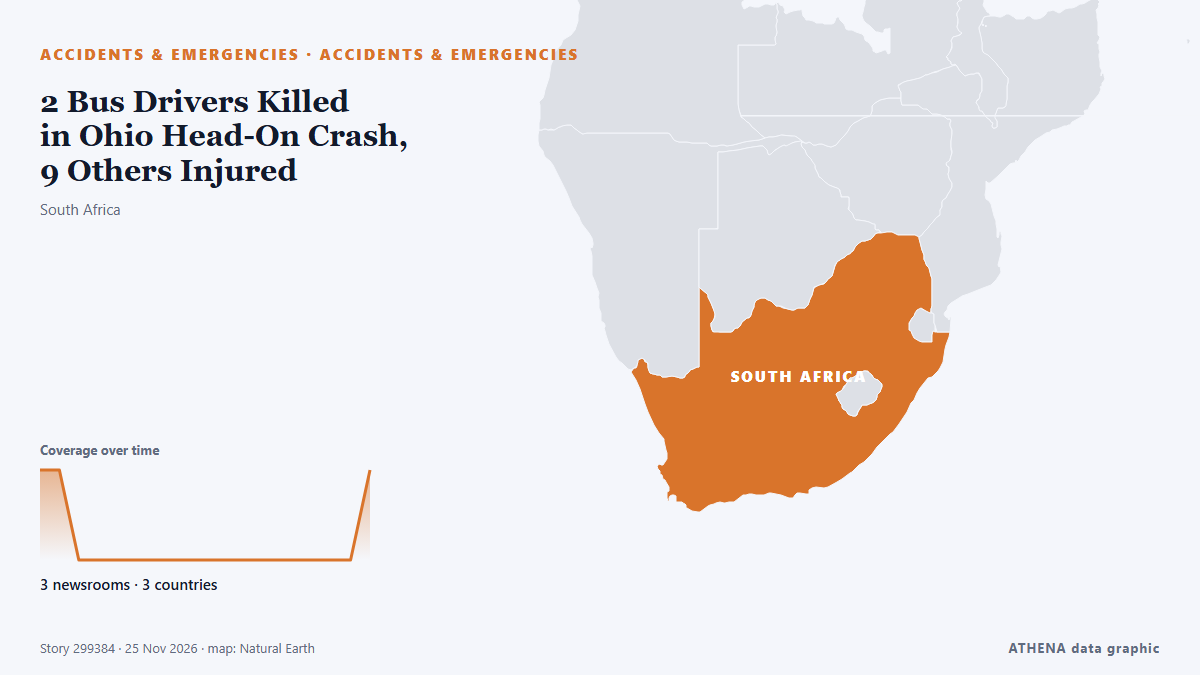 ACCIDENTS & EMERGENCIES · ACCIDENTS & EMERGENCIES
2 Bus Drivers Killed
in Ohio Head-On Crash,
9 Others Injured
South Africa
SOUTH AFRICA
Coverage over time
3 newsrooms · 3 countries
Story 299384 · 25 Nov 2026 · map: Natural Earth
ATHENA data graphic